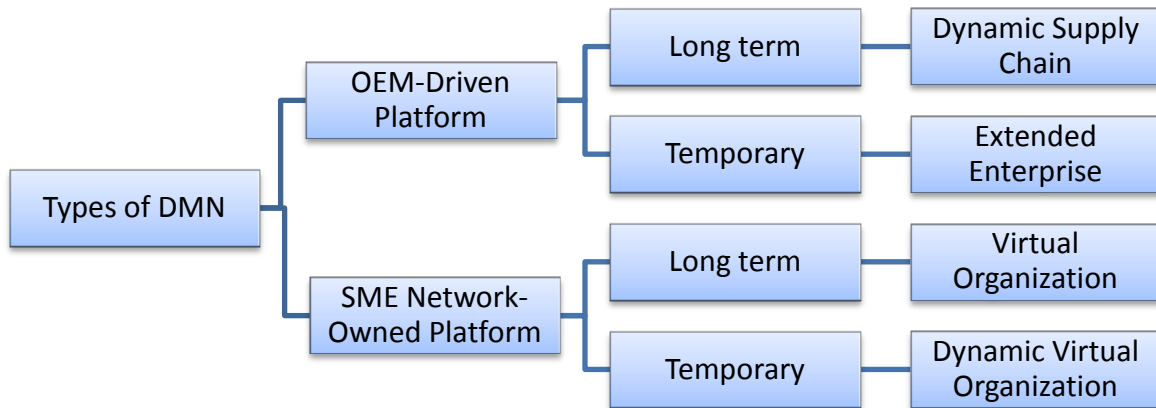 Types of DMN
OEM-Driven
Platform
Long term
Dynamic Supply
Chain
Temporary
Extended
Enterprise
SME Network-
Owned Platform
Long term
Virtual
Organization
Temporary
Dynamic Virtual
Organization